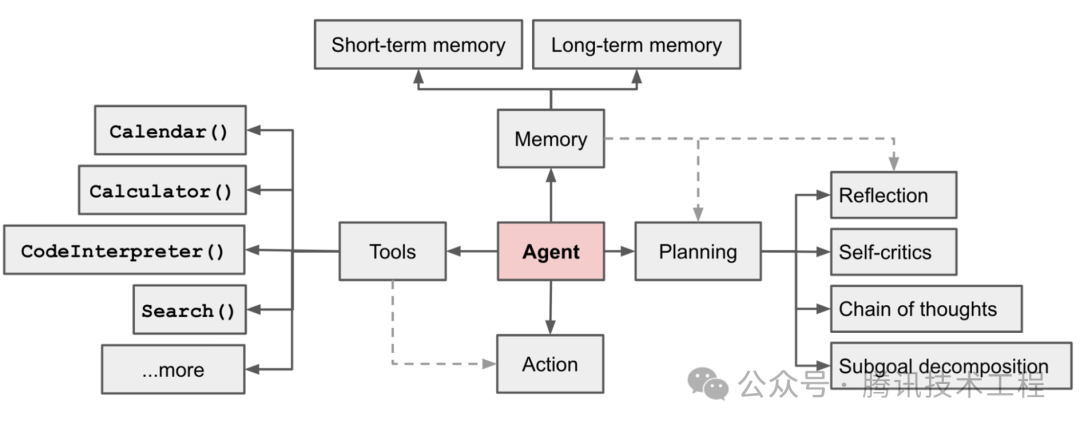 Short-term memory
Long-term memory
Calendar()
Calculator()
CodeInterpreter()
Search()
...more
Tools
Memory
Agent
Action
Planning
Reflection
Self-critics
Chain of thoughts
Subgoal decomposition
公众号 · 腾讯技术工程